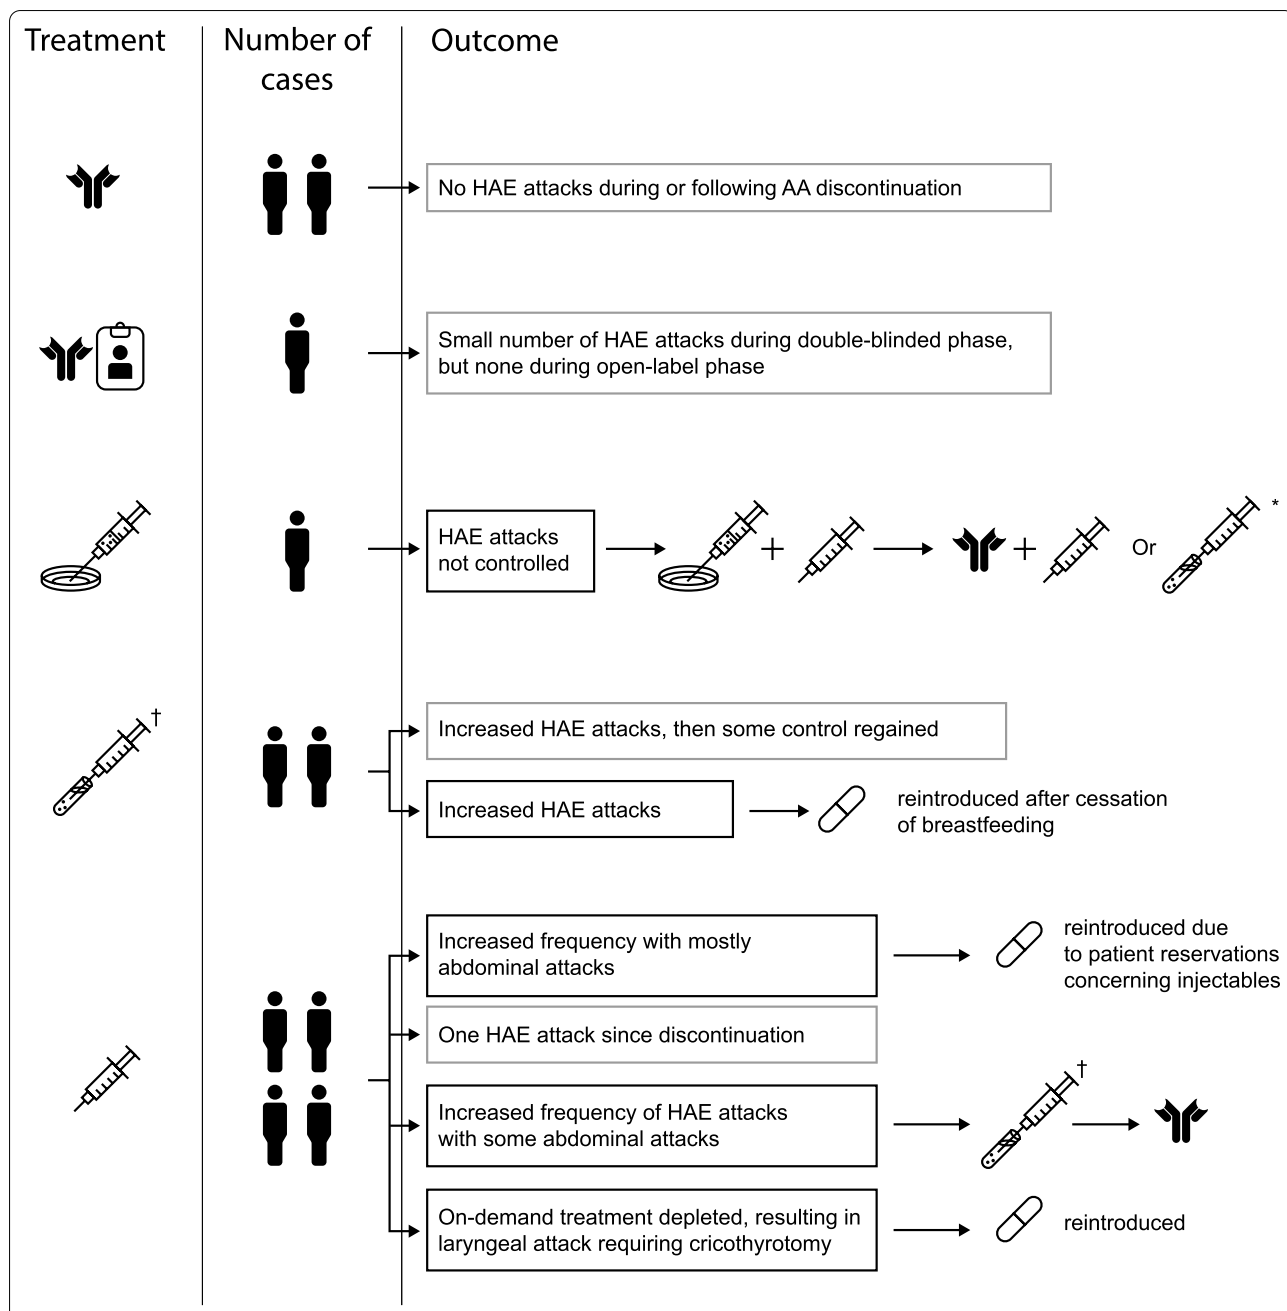 Treatment
Number of
cases
Outcome
No HAE attacks during or following AA discontinuation
Small number of HAE attacks during double-blinded phase,
but none during open-label phase
HAE attacks
not controlled
+
+
Or
*
†
Increased HAE attacks, then some control regained
Increased HAE attacks
reintroduced after cessation
of breastfeeding
Increased frequency with mostly
abdominal attacks
reintroduced due
to patient reservations
concerning injectables
One HAE attack since discontinuation
Increased frequency of HAE attacks
with some abdominal attacks
†
On-demand treatment depleted, resulting in
laryngeal attack requiring cricothyrotomy
reintroduced